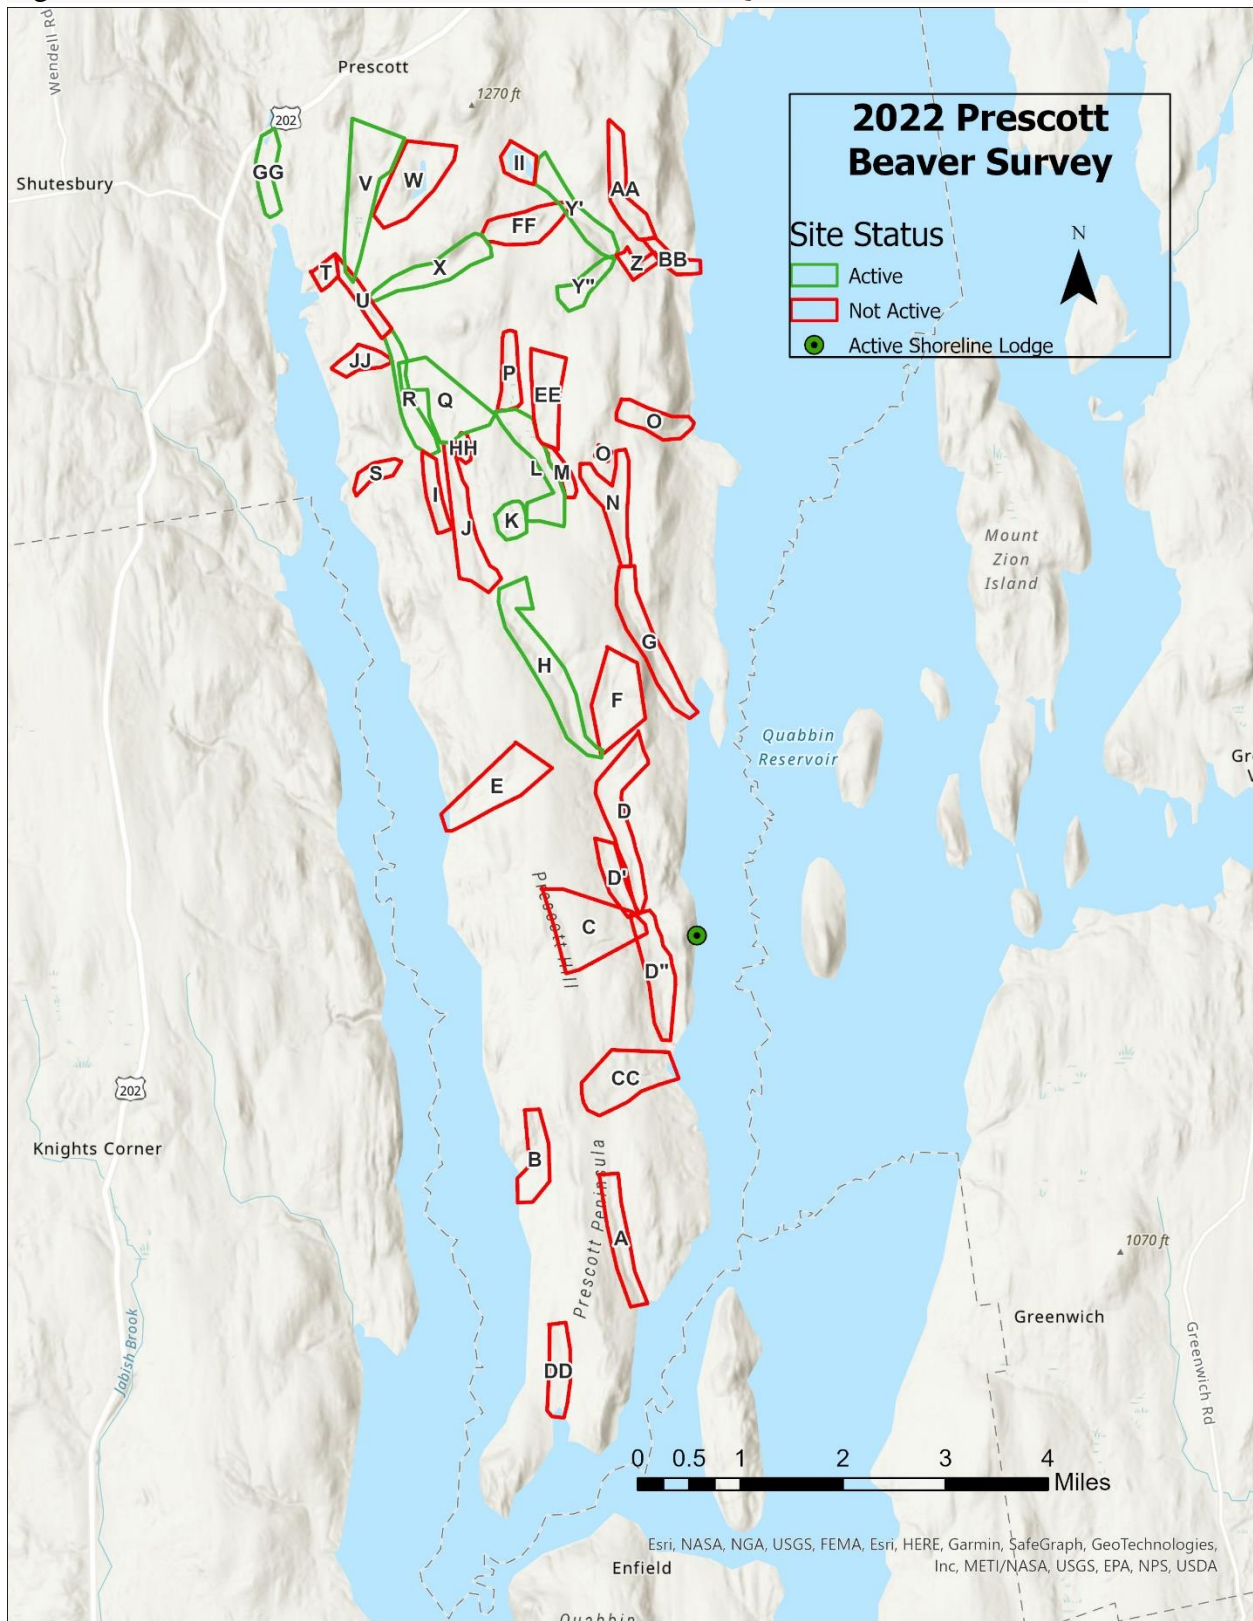 Wendell Rd
Prescott
1270 ft
202
2022 Prescott
Beaver Survey
GG
V
W
II
AA
Shutesbury
Y'
FF
Site Status
N
T
X
Z
BB
Active
Y"
U
Not Active
JJ
P
Active Shoreline Lodge
EE
R
Q
O
HH
O
S
L
M
I
N
K
J
Mount
Zion
Island
G
H
F
Quabbin
Reservoir
E
D
D'
Prescott Hill
C
D"
CC
202
Knights Corner
B
Prescott Peninsula
A
1070 ft
Greenwich
Greenwich Rd
Jabish Brook
DD
0 0.5 1 2 3 4
Miles
Esri, NASA, NGA, USGS, FEMA, Esri, HERE, Garmin, SafeGraph, GeoTechnologies,
Inc, METI/NASA, USGS, EPA, NPS, USDA
Enfield
Quabbin